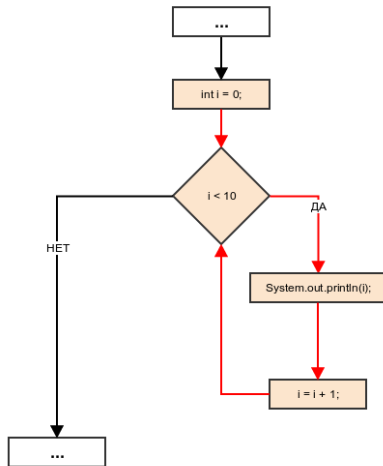 ...
int i = 0;
i < 10
ДА
НЕТ
System.out.println(i);
i = i + 1;
...